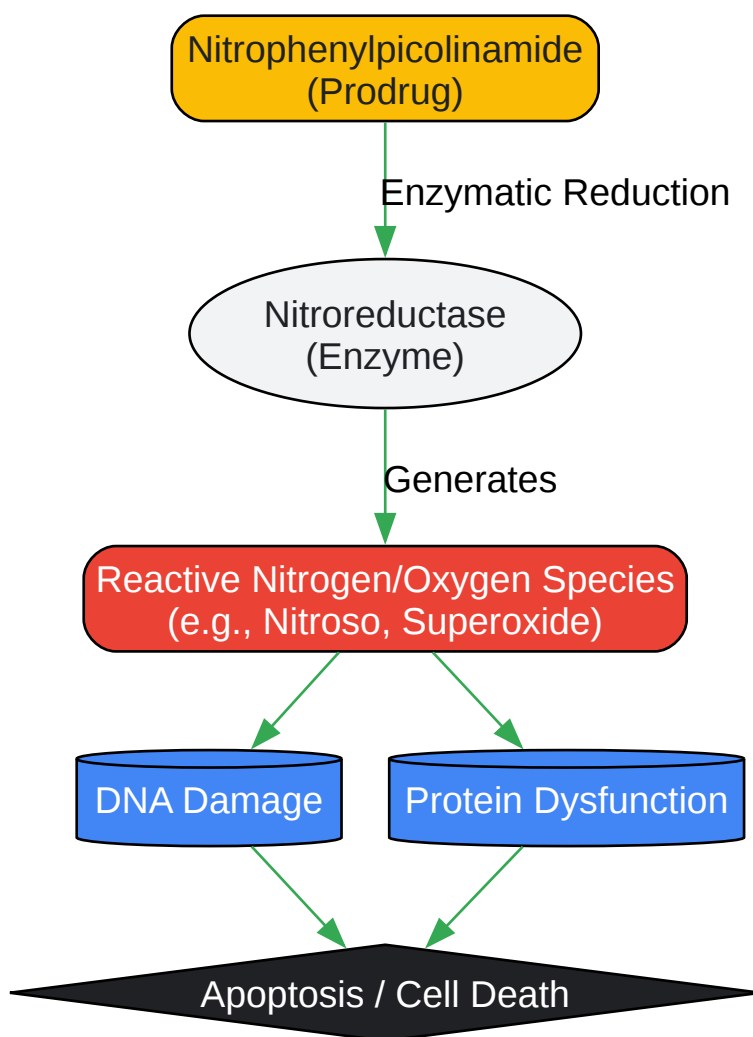 Nitrophenylpicolinamide
(Prodrug)
Enzymatic Reduction
Nitroreductase
(Enzyme)
Generates
Reactive Nitrogen/Oxygen Species
(e.g., Nitroso, Superoxide)
DNA Damage
Protein Dysfunction
Apoptosis / Cell Death